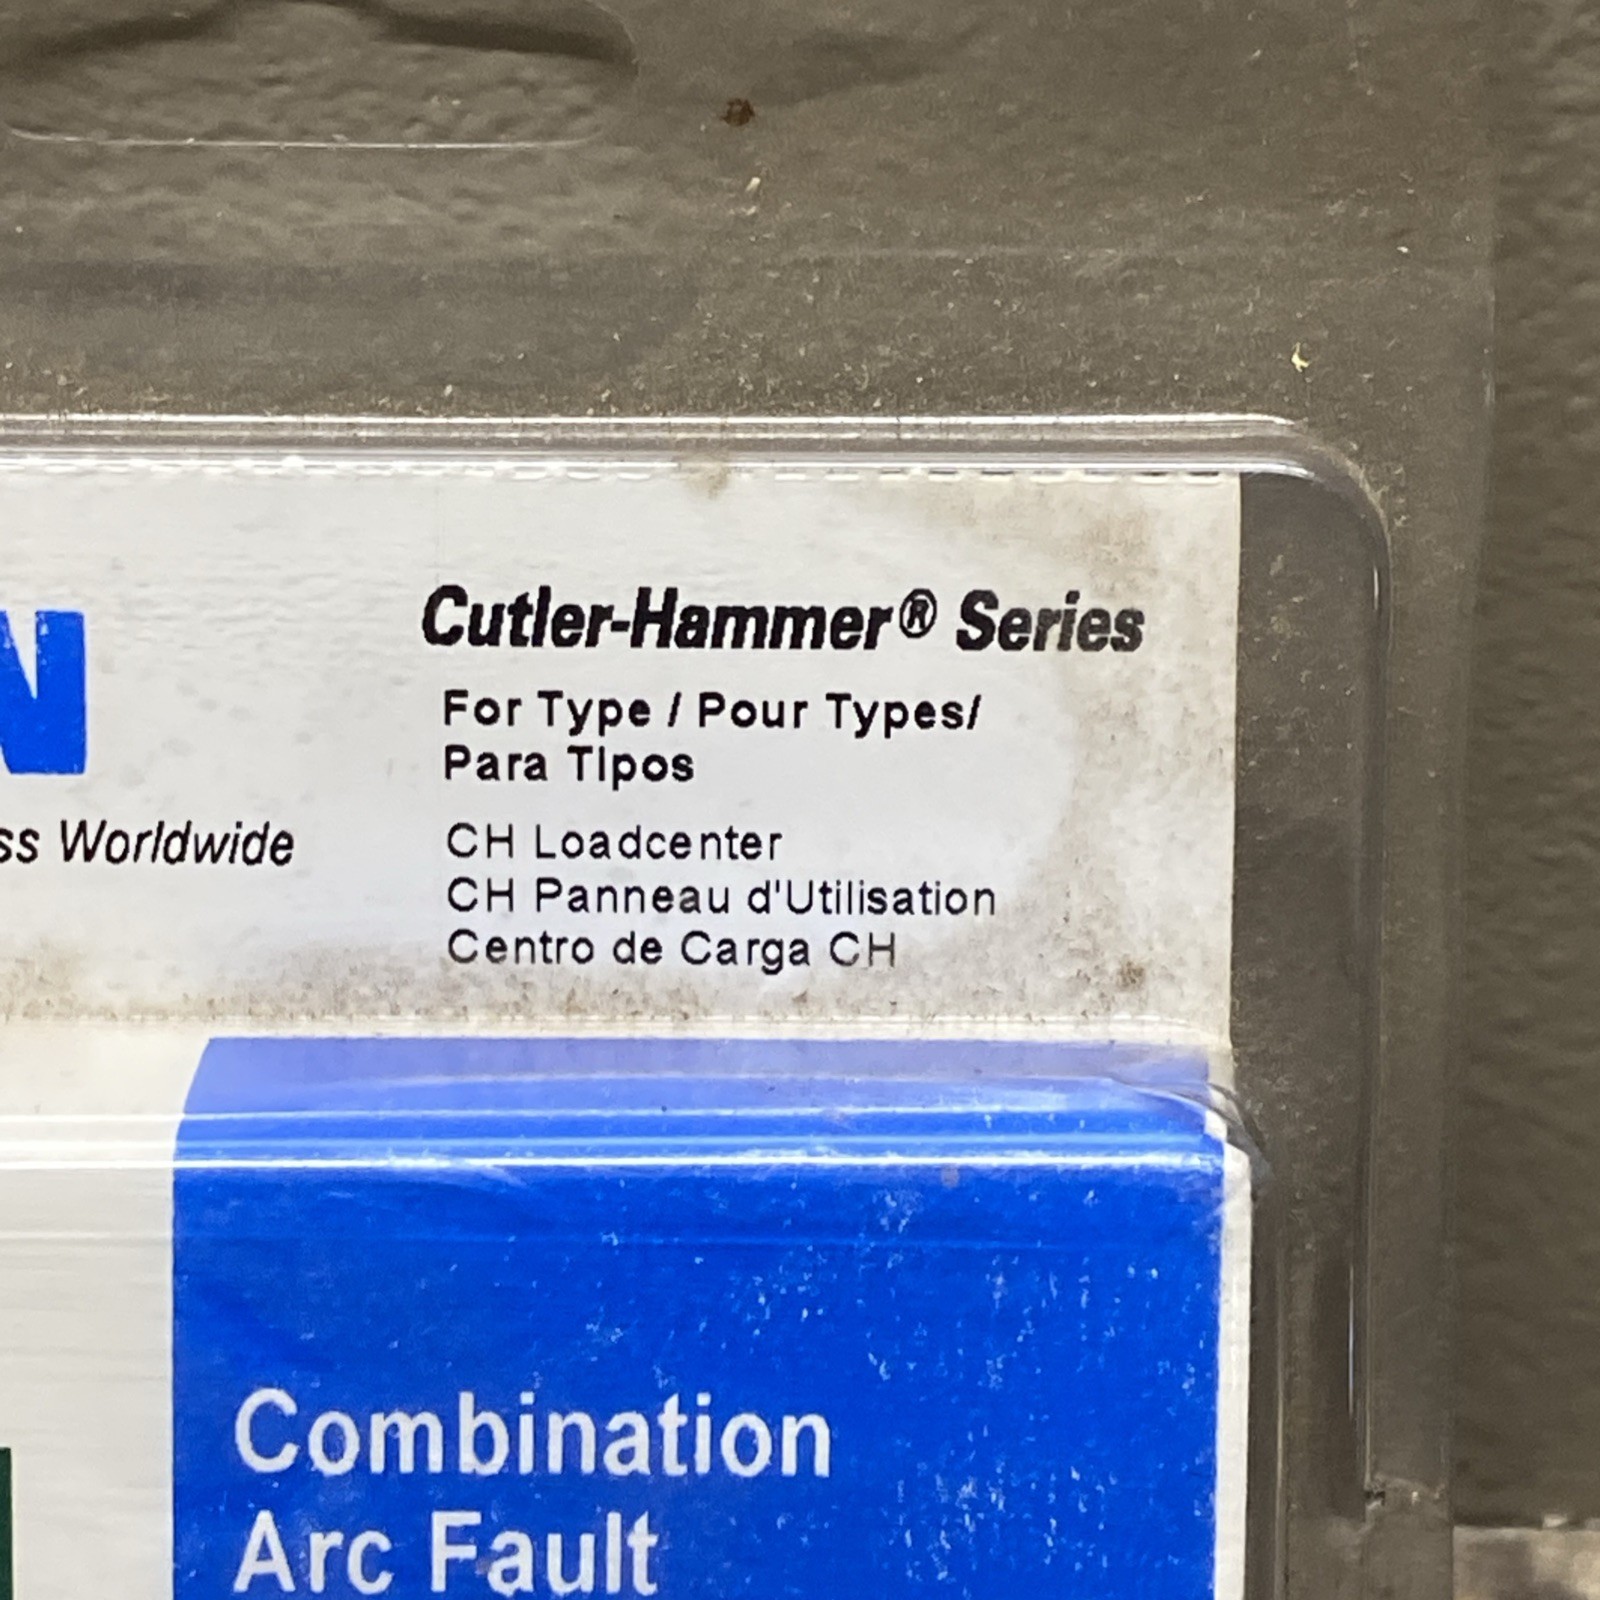 N
Cutler-Hammer® Series
For Type / Pour Types/
Para Tipos
ss Worldwide
CH Loadcenter
CH Panneau d'Utilisation
Centro de Carga CH
Combination
Arc Fault